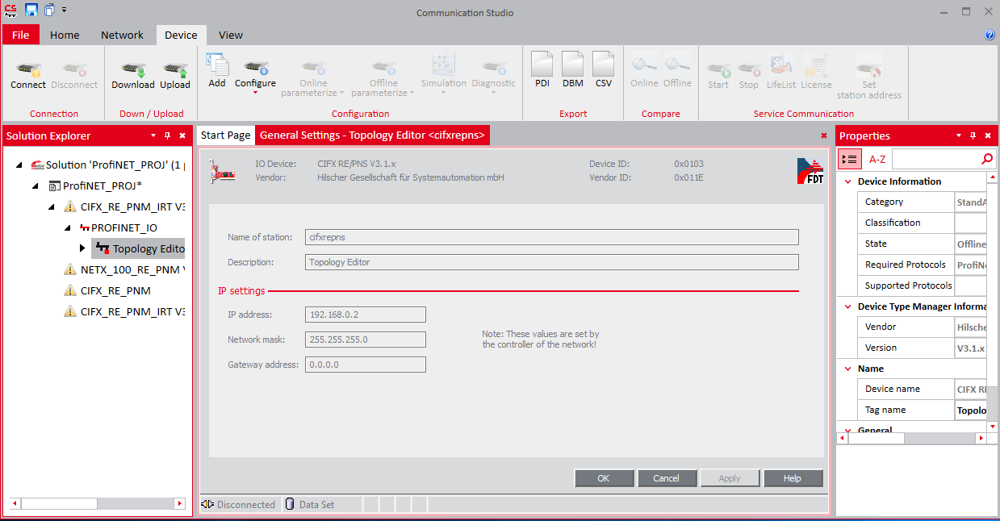 CS
Communication Studio
File Home Network Device View
Connect Disconnect
Connection
Download Upload
Down / Upload
Add Configure Online parameterize Offline parameterize Simulation Diagnostic
Configuration
PDI DBM CSV
Export
Online Offline
Compare
Start Stop LifeList License Set station address
Service Communication
Solution Explorer
Solution 'ProfiNET_PROJ' (1
ProfiNET_PROJ*
CIFX_RE_PNM_IRT V3
PROFINET_IO
Topology Edito
NETX_100_RE_PNM
CIFX_RE_PNM
CIFX_RE_PNM_IRT V3
Start Page General Settings - Topology Editor <cifxrepns>
IO Device: CIFX RE/PNS V3.1.x Device ID: 0x0103
Vendor: Hilscher Gesellschaft für Systemautomation mbH Vendor ID: 0x011E
FDT
Name of station: cifxrepns
Description: Topology Editor
IP settings
IP address: 192.168.0.2
Network mask: 255.255.255.0
Gateway address: 0.0.0.0
Note: These values are set by
the controller of the network!
OK Cancel Apply Help
Disconnected Data Set
Properties
A-Z
Device Information
Category StandA
Classification
State Offline
Required Protocols ProfiNe
Supported Protocols
Device Type Manager Informa
Vendor Hilsche
Version V3.1.x
Name
Device name CIFX RE
Tag name Topolo
General